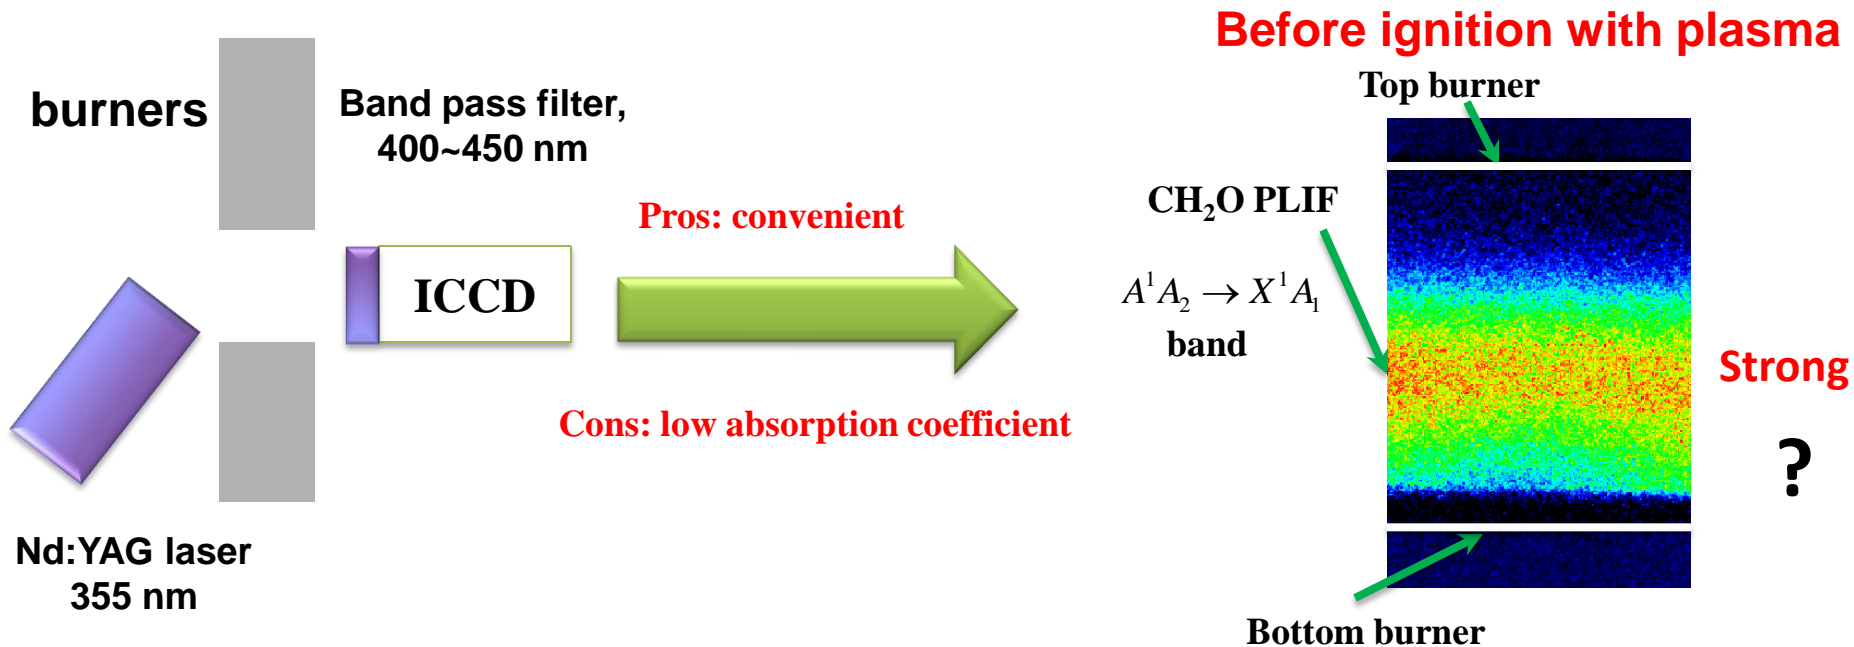 Before ignition with plasma
Top burner
burners
Band pass filter,
400~450 nm
Pros: convenient
CH₂O PLIF
ICCD
A¹A₂ → X¹A₁
band
Strong
Cons: low absorption coefficient
?
Nd:YAG laser
355 nm
Bottom burner